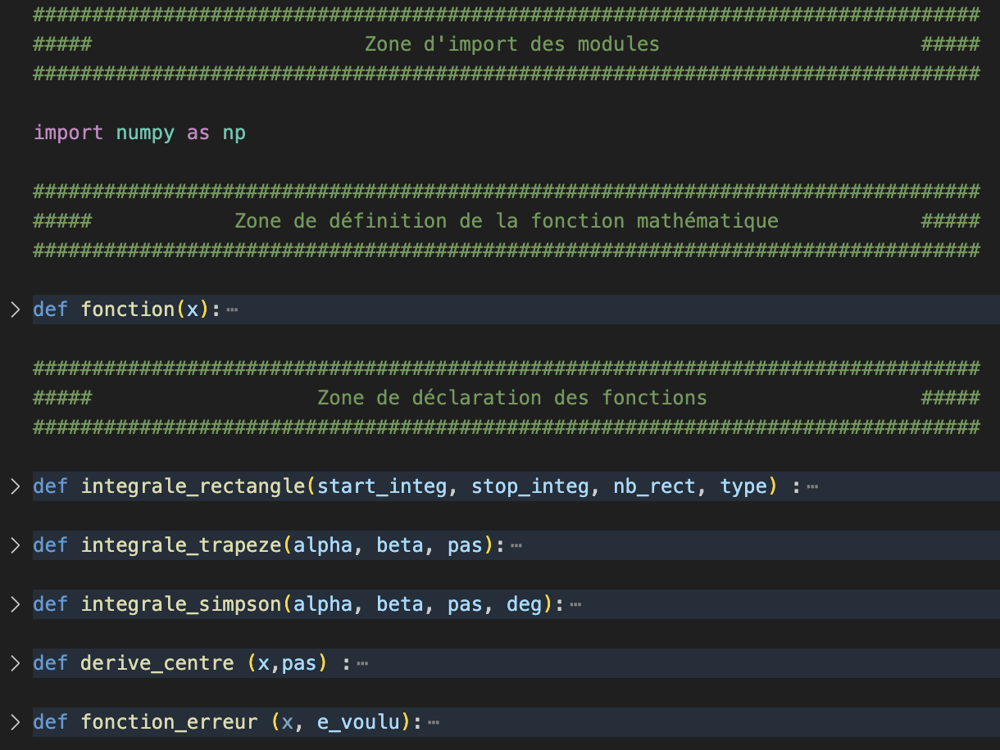 ################################################################################
##### Zone d'import des modules #####
################################################################################
import numpy as np
################################################################################
##### Zone de définition de la fonction mathématique #####
################################################################################
def fonction(x):⋯
################################################################################
##### Zone de déclaration des fonctions #####
################################################################################
def integrale_rectangle(start_integ, stop_integ, nb_rect, type) :⋯
def integrale_trapeze(alpha, beta, pas):⋯
def integrale_simpson(alpha, beta, pas, deg):⋯
def derive_centre (x,pas) :⋯
def fonction_erreur (x, e_voulu):⋯